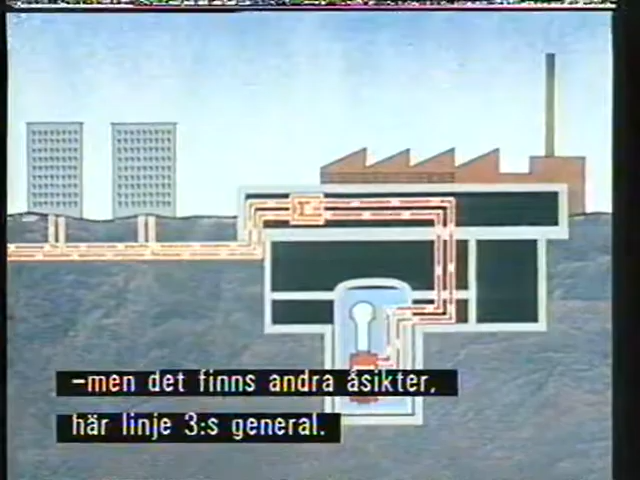 -men det finns andra åsikter,
här linje 3:s general.